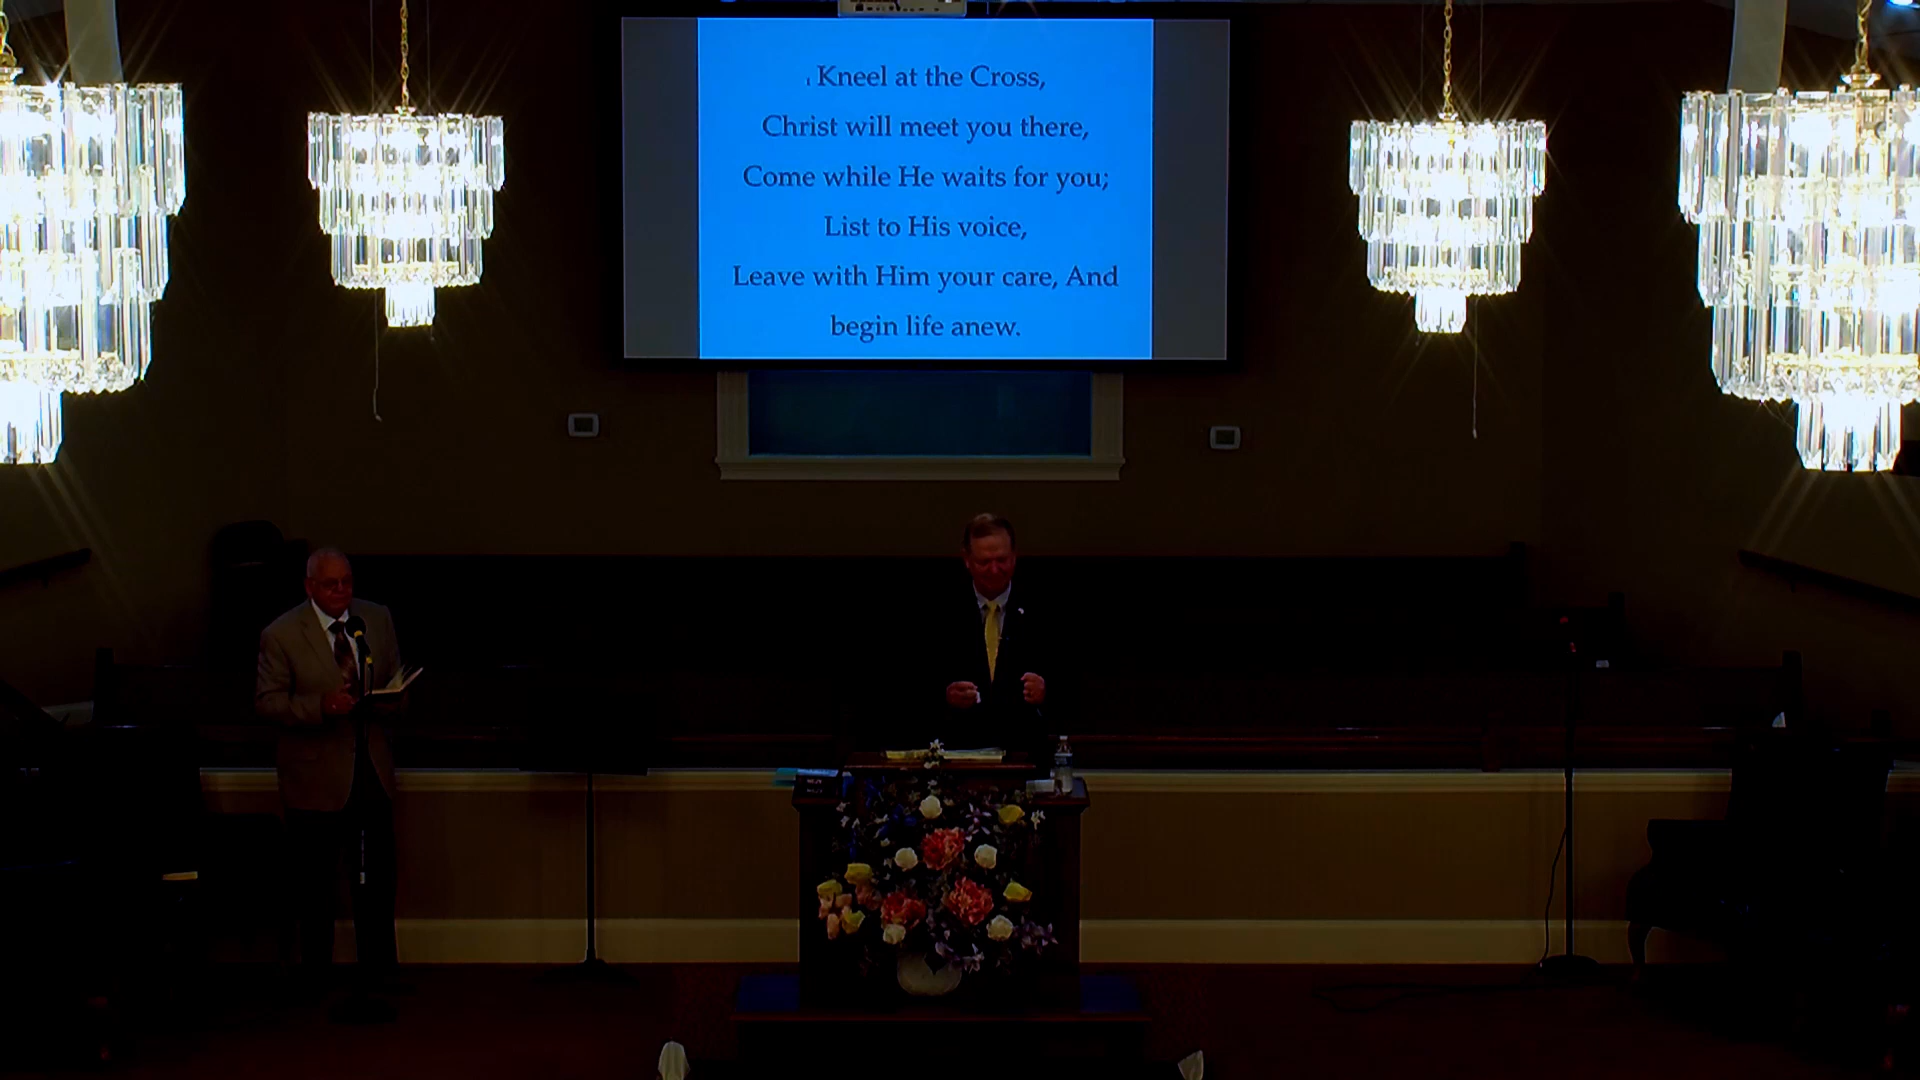 Kneel at the Cross,
Christ will meet you there,
Come while He waits for you;
List to His voice,
Leave with Him your care, And
begin life anew.